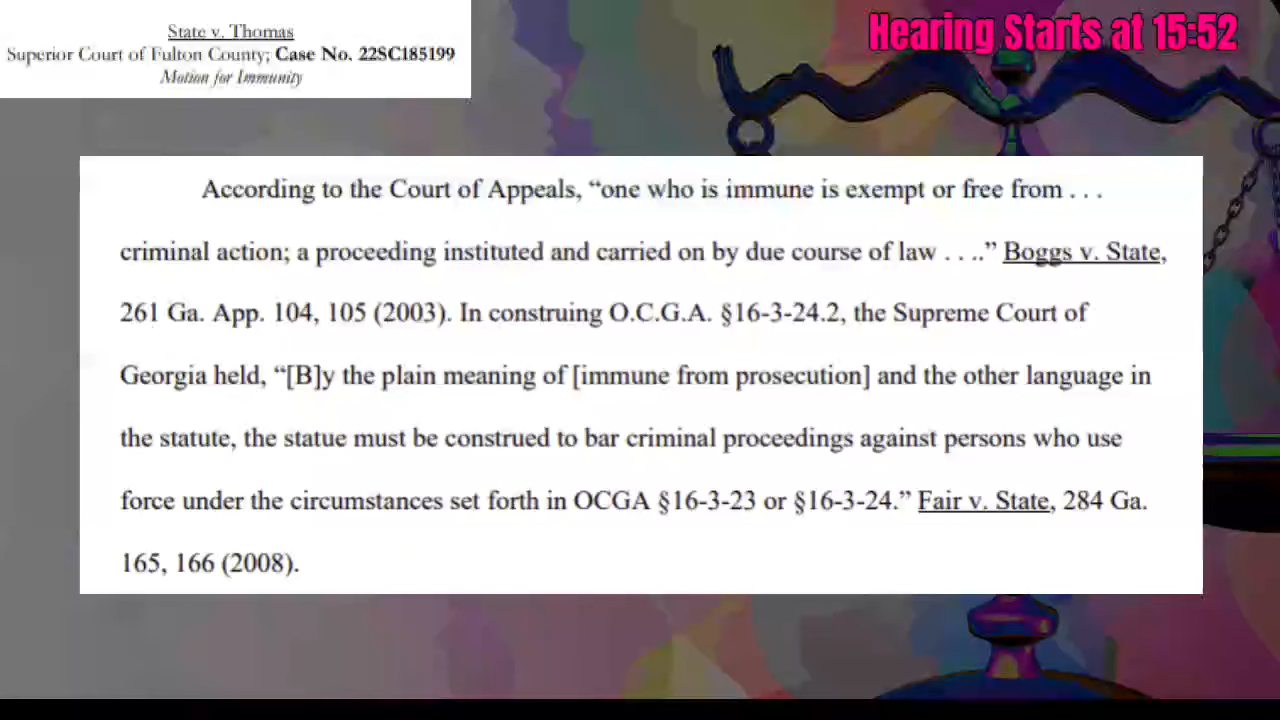 State v. Thomas
Superior Court of Fulton County; Case No. 22SC185199
Motion for Immunity
Hearing Starts at 15:52
According to the Court of Appeals, “one who is immune is exempt or free from . . .
criminal action; a proceeding instituted and carried on by due course of law . . ..” Boggs v. State,
261 Ga. App. 104, 105 (2003). In construing O.C.G.A. §16-3-24.2, the Supreme Court of
Georgia held, “[B]y the plain meaning of [immune from prosecution] and the other language in
the statute, the statue must be construed to bar criminal proceedings against persons who use
force under the circumstances set forth in OCGA §16-3-23 or §16-3-24.” Fair v. State, 284 Ga.
165, 166 (2008).